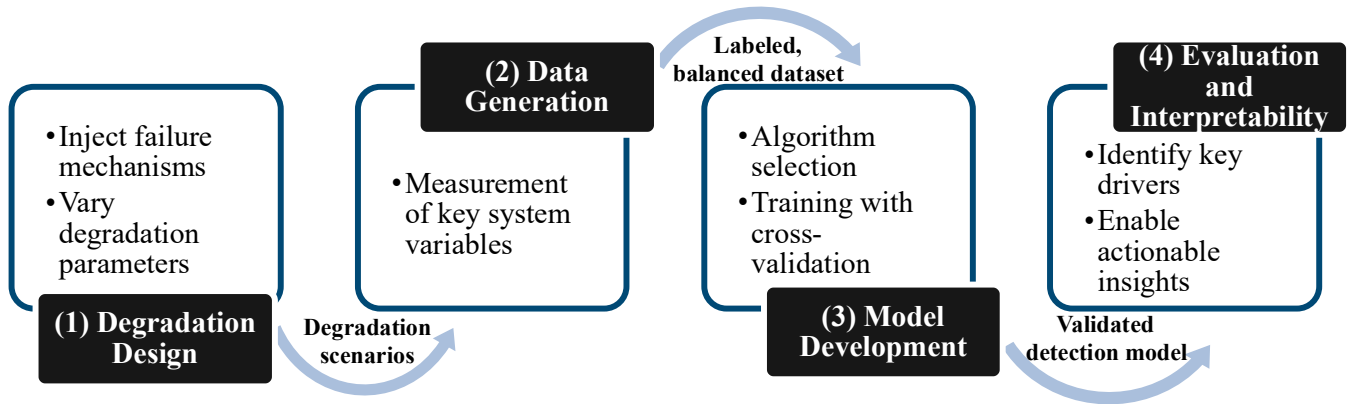 •Inject failure
mechanisms
•Vary
degradation
parameters
(1) Degradation
Design
Degradation
scenarios
(2) Data
Generation
•Measurement
of key system
variables
Labeled,
balanced dataset
•Algorithm
selection
•Training with
cross-
validation
(3) Model
Development
Validated
detection model
(4) Evaluation
and
Interpretability
•Identify key
drivers
•Enable
actionable
insights